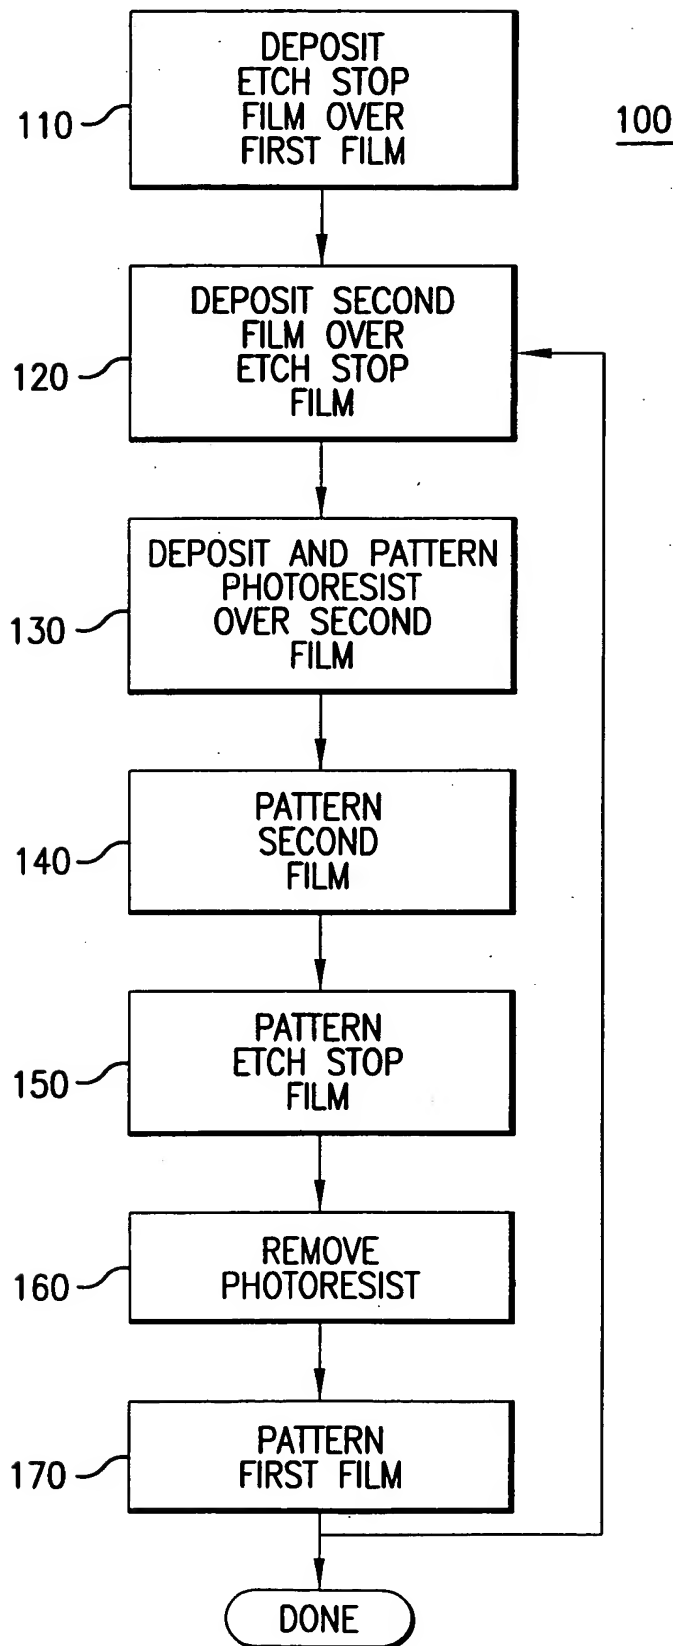 100
DEPOSIT
ETCH STOP
FILM OVER
FIRST FILM
110
DEPOSIT SECOND
FILM OVER
ETCH STOP
FILM
120
DEPOSIT AND PATTERN
PHOTORESIST
OVER SECOND
FILM
130
PATTERN
SECOND
FILM
140
PATTERN
ETCH STOP
FILM
150
REMOVE
PHOTORESIST
160
PATTERN
FIRST FILM
170
DONE